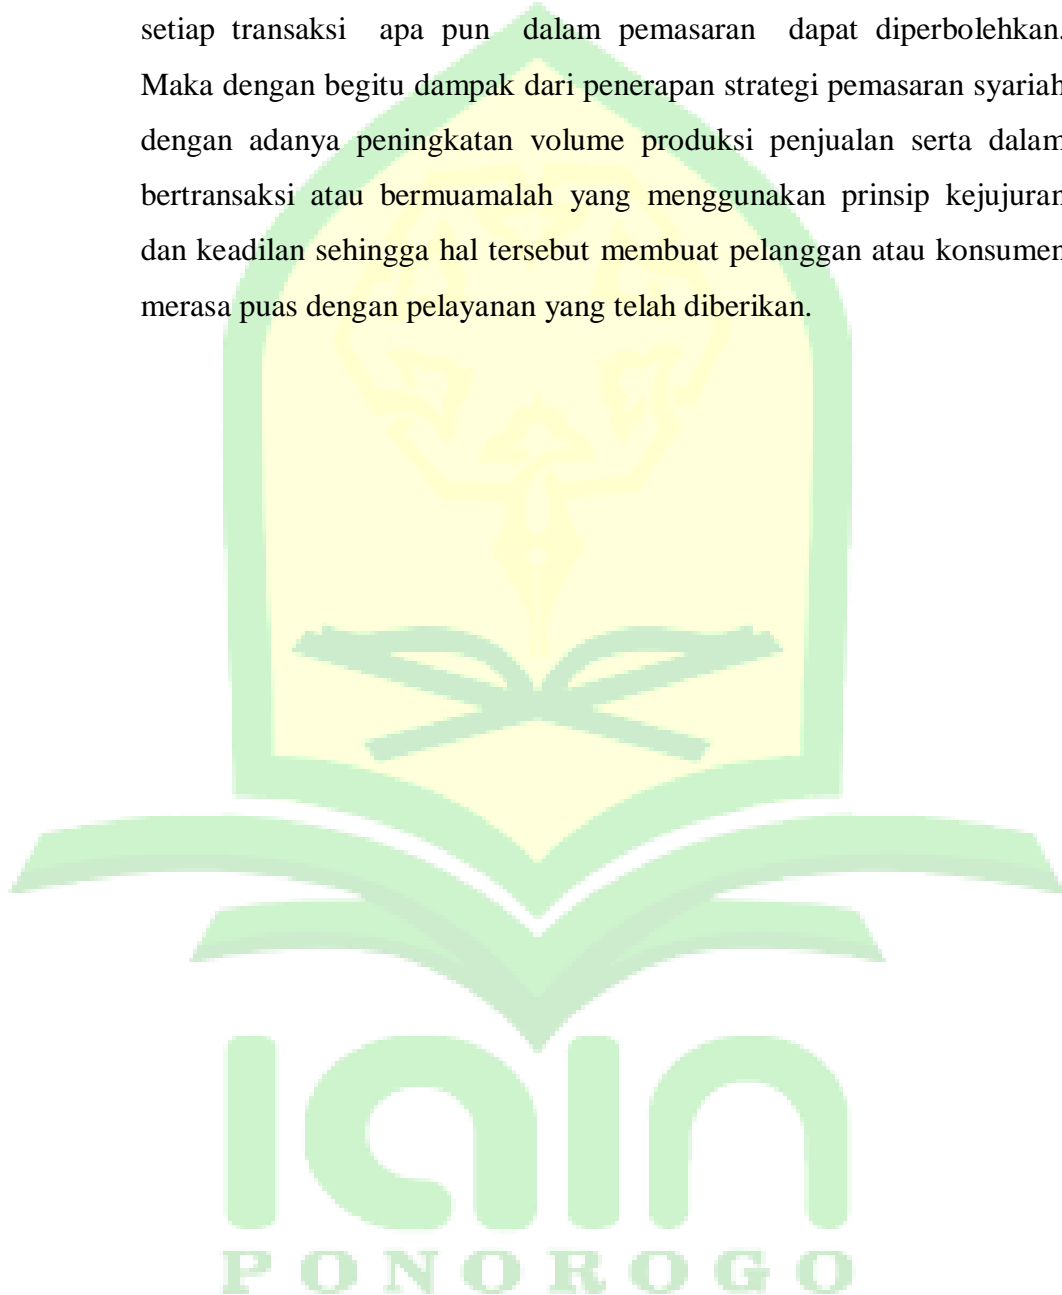 setiap transaksi apa pun dalam pemasaran dapat diperbolehkan.
Maka dengan begitu dampak dari penerapan strategi pemasaran syariah
dengan adanya peningkatan volume produksi penjualan serta dalam
bertransaksi atau bermuamalah yang menggunakan prinsip kejujuran
dan keadilan sehingga hal tersebut membuat pelanggan atau konsumen
merasa puas dengan pelayanan yang telah diberikan.
iain
PONOROGO